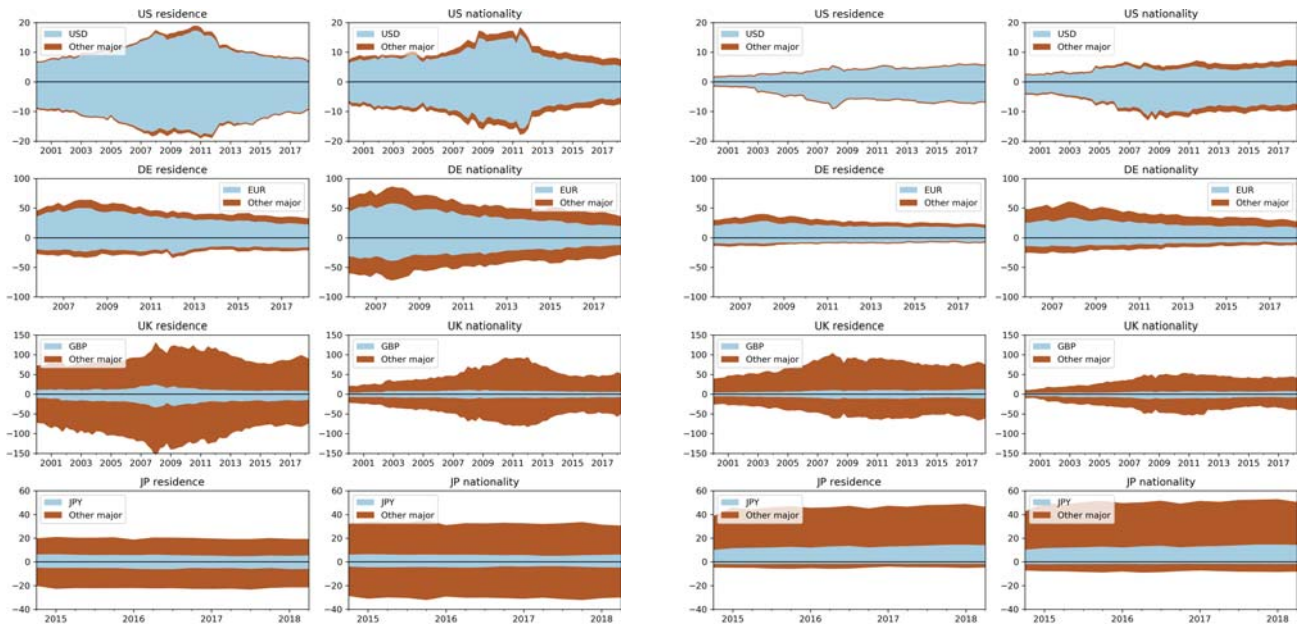 US residence
20
10
0
−10
−20
USD
Other major
2001 2003 2005 2007 2009 2011 2013 2015 2017
US nationality
20
10
0
−10
−20
USD
Other major
2001 2003 2005 2007 2009 2011 2013 2015 2017
US residence
20
10
0
−10
−20
USD
Other major
2001 2003 2005 2007 2009 2011 2013 2015 2017
US nationality
20
10
0
−10
−20
USD
Other major
2001 2003 2005 2007 2009 2011 2013 2015 2017
DE residence
100
50
0
−50
−100
EUR
Other major
2007 2009 2011 2013 2015 2017
DE nationality
100
50
0
−50
−100
EUR
Other major
2007 2009 2011 2013 2015 2017
DE residence
100
50
0
−50
−100
EUR
Other major
2007 2009 2011 2013 2015 2017
DE nationality
100
50
0
−50
−100
EUR
Other major
2007 2009 2011 2013 2015 2017
UK residence
150
100
50
0
−50
−100
−150
GBP
Other major
2001 2003 2005 2007 2009 2011 2013 2015 2017
UK nationality
150
100
50
0
−50
−100
−150
GBP
Other major
2001 2003 2005 2007 2009 2011 2013 2015 2017
UK residence
150
100
50
0
−50
−100
−150
GBP
Other major
2001 2003 2005 2007 2009 2011 2013 2015 2017
UK nationality
150
100
50
0
−50
−100
−150
GBP
Other major
2001 2003 2005 2007 2009 2011 2013 2015 2017
JP residence
60
40
20
0
−20
−40
JPY
Other major
2015 2016 2017 2018
JP nationality
60
40
20
0
−20
−40
JPY
Other major
2015 2016 2017 2018
JP residence
60
40
20
0
−20
−40
JPY
Other major
2015 2016 2017 2018
JP nationality
60
40
20
0
−20
−40
JPY
Other major
2015 2016 2017 2018